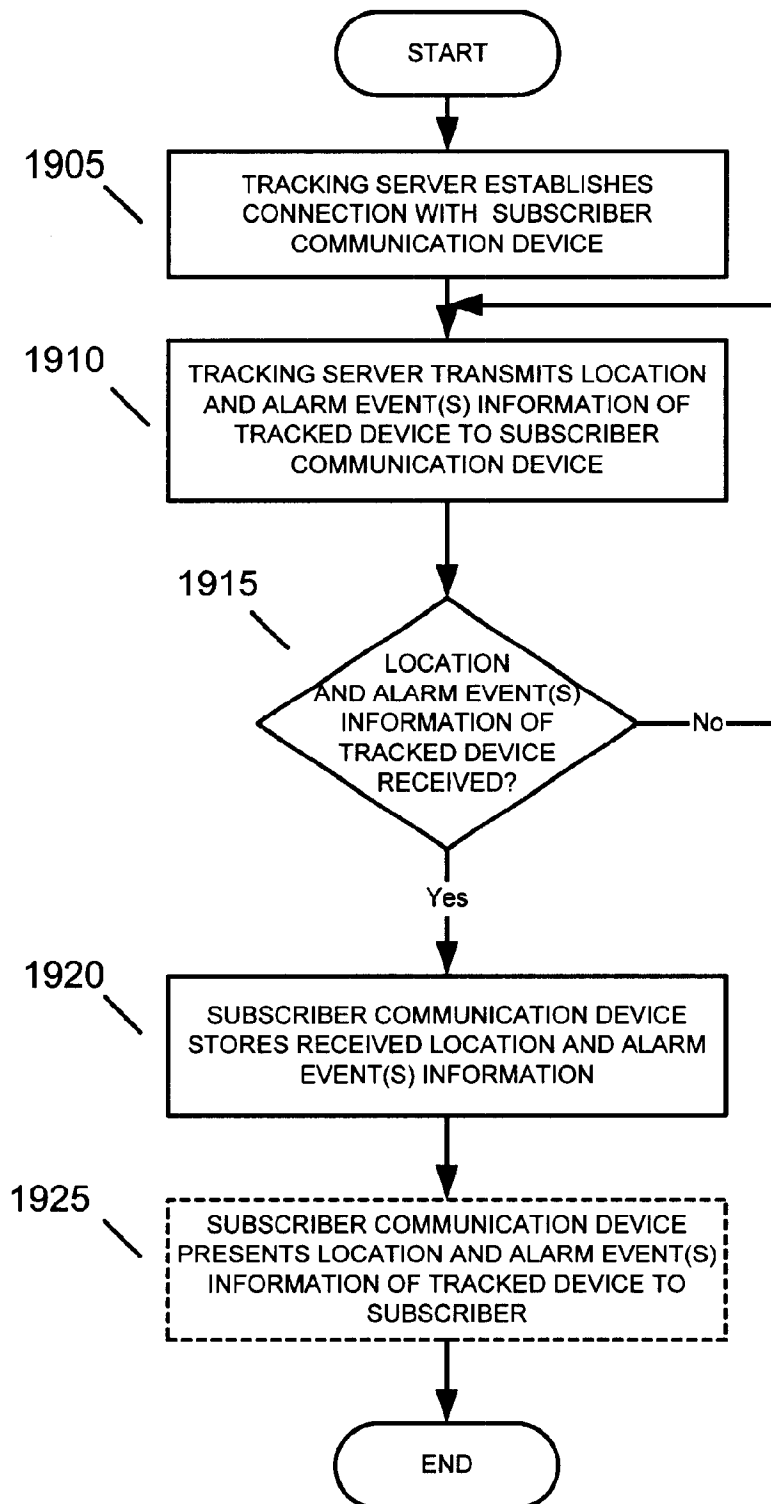 START
1905
TRACKING SERVER ESTABLISHES
CONNECTION WITH SUBSCRIBER
COMMUNICATION DEVICE
1910
TRACKING SERVER TRANSMITS LOCATION
AND ALARM EVENT(S) INFORMATION OF
TRACKED DEVICE TO SUBSCRIBER
COMMUNICATION DEVICE
1915
LOCATION
AND ALARM EVENT(S)
INFORMATION OF
TRACKED DEVICE
RECEIVED?
No
Yes
1920
SUBSCRIBER COMMUNICATION DEVICE
STORES RECEIVED LOCATION AND ALARM
EVENT(S) INFORMATION
1925
SUBSCRIBER COMMUNICATION DEVICE
PRESENTS LOCATION AND ALARM EVENT(S)
INFORMATION OF TRACKED DEVICE TO
SUBSCRIBER
END